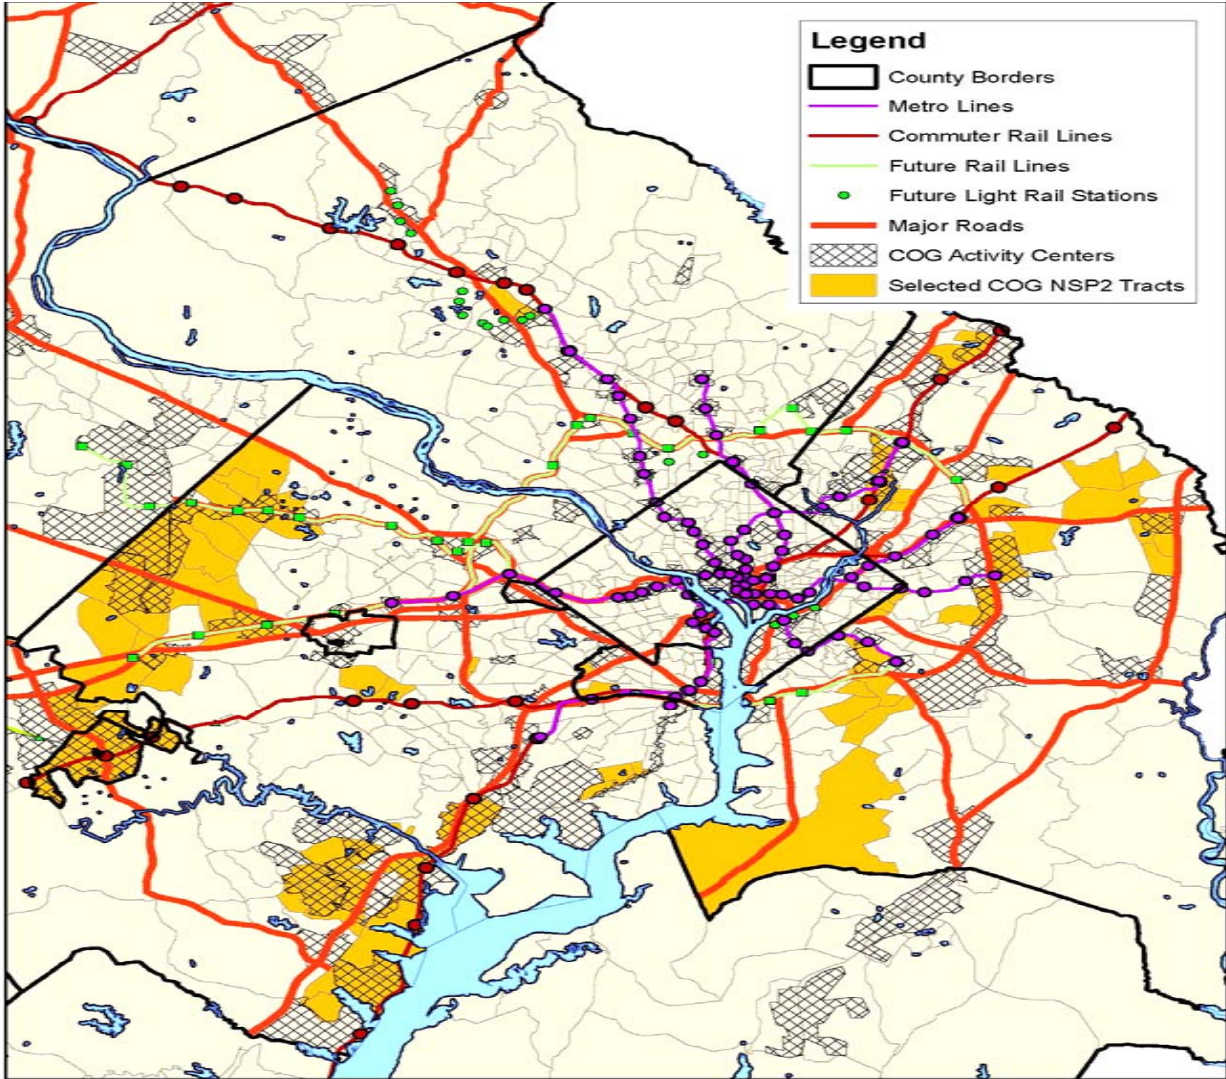 Legend
County Borders
Metro Lines
Commuter Rail Lines
Future Rail Lines
Future Light Rail Stations
Major Roads
COG Activity Centers
Selected COG NSP2 Tracts